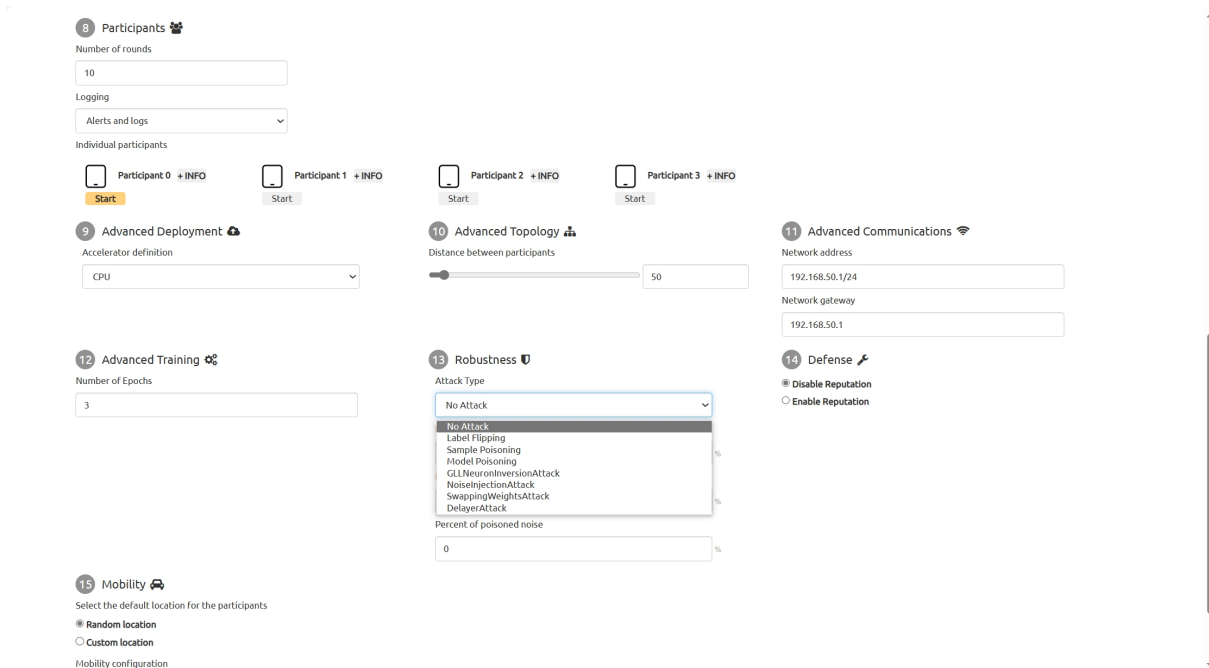 8 Participants
Number of rounds
10
Logging
Alerts and logs
Individual participants
Participant 0 + INFO
Start
Participant 1 + INFO
Start
Participant 2 + INFO
Start
Participant 3 + INFO
Start
9 Advanced Deployment
Accelerator definition
CPU
10 Advanced Topology
Distance between participants
50
11 Advanced Communications
Network address
192.168.50.1/24
Network gateway
192.168.50.1
12 Advanced Training
Number of Epochs
3
13 Robustness
Attack Type
No Attack
No Attack
Label Flipping
Sample Poisoning
Model Poisoning
GLLNeuronInversionAttack
NoiseInjectionAttack
SwappingWeightsAttack
DelayerAttack
%
%
Percent of poisoned noise
0
%
14 Defense
Disable Reputation
Enable Reputation
15 Mobility
Select the default location for the participants
Random location
Custom location
Mobility configuration